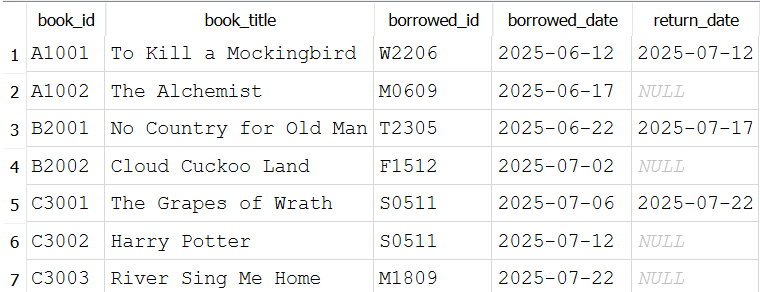 book_id book_title borrowed_id borrowed_date return_date
1 A1001 To Kill a Mockingbird W2206 2025-06-12 2025-07-12
2 A1002 The Alchemist M0609 2025-06-17 NULL
3 B2001 No Country for Old Man T2305 2025-06-22 2025-07-17
4 B2002 Cloud Cuckoo Land F1512 2025-07-02 NULL
5 C3001 The Grapes of Wrath S0511 2025-07-06 2025-07-22
6 C3002 Harry Potter S0511 2025-07-12 NULL
7 C3003 River Sing Me Home M1809 2025-07-22 NULL